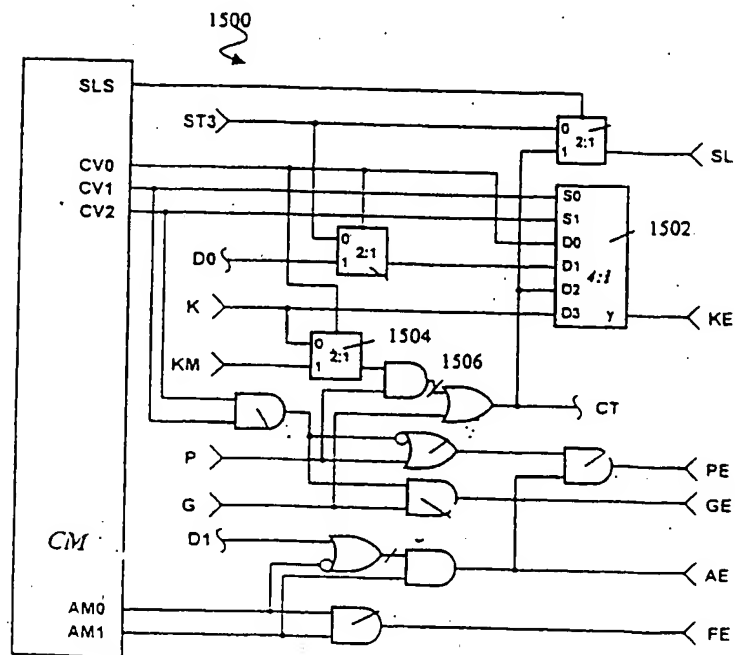 1500
SLS
ST3
0
2:1
1
SL
CV0
CV1
CV2
S0
S1
D0
D1
D2
D3
4:1
y
1502
0
2:1
1
D0
K
KE
0
2:1
1
1504
KM
1506
CT
P
PE
G
GE
D1
CM
AE
AM0
AM1
FE